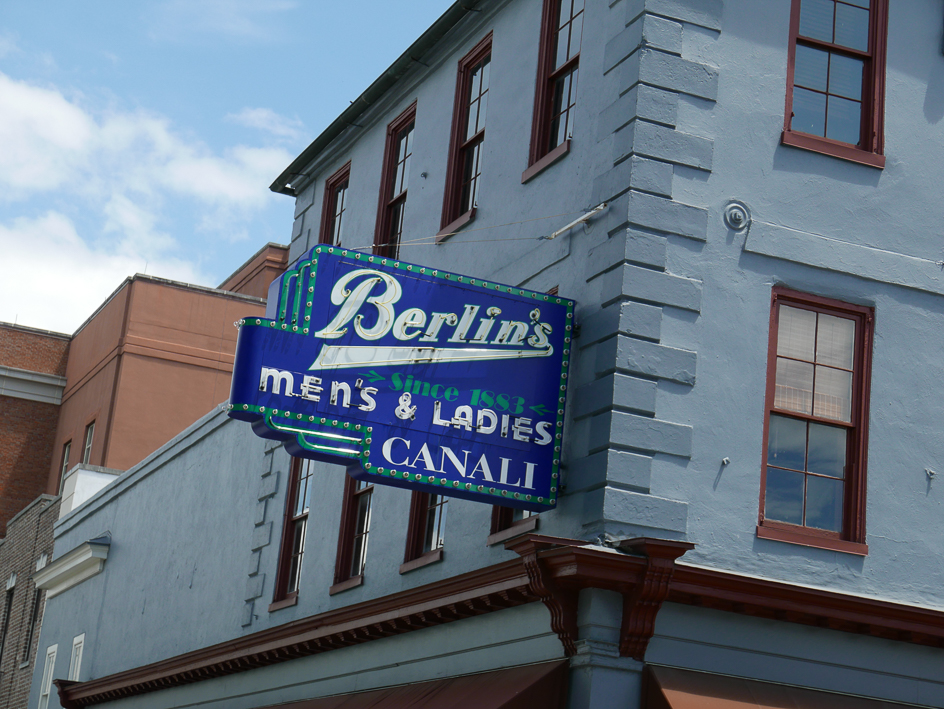 Berlin's
Since 1883
MEN'S & LADIES
CANALI